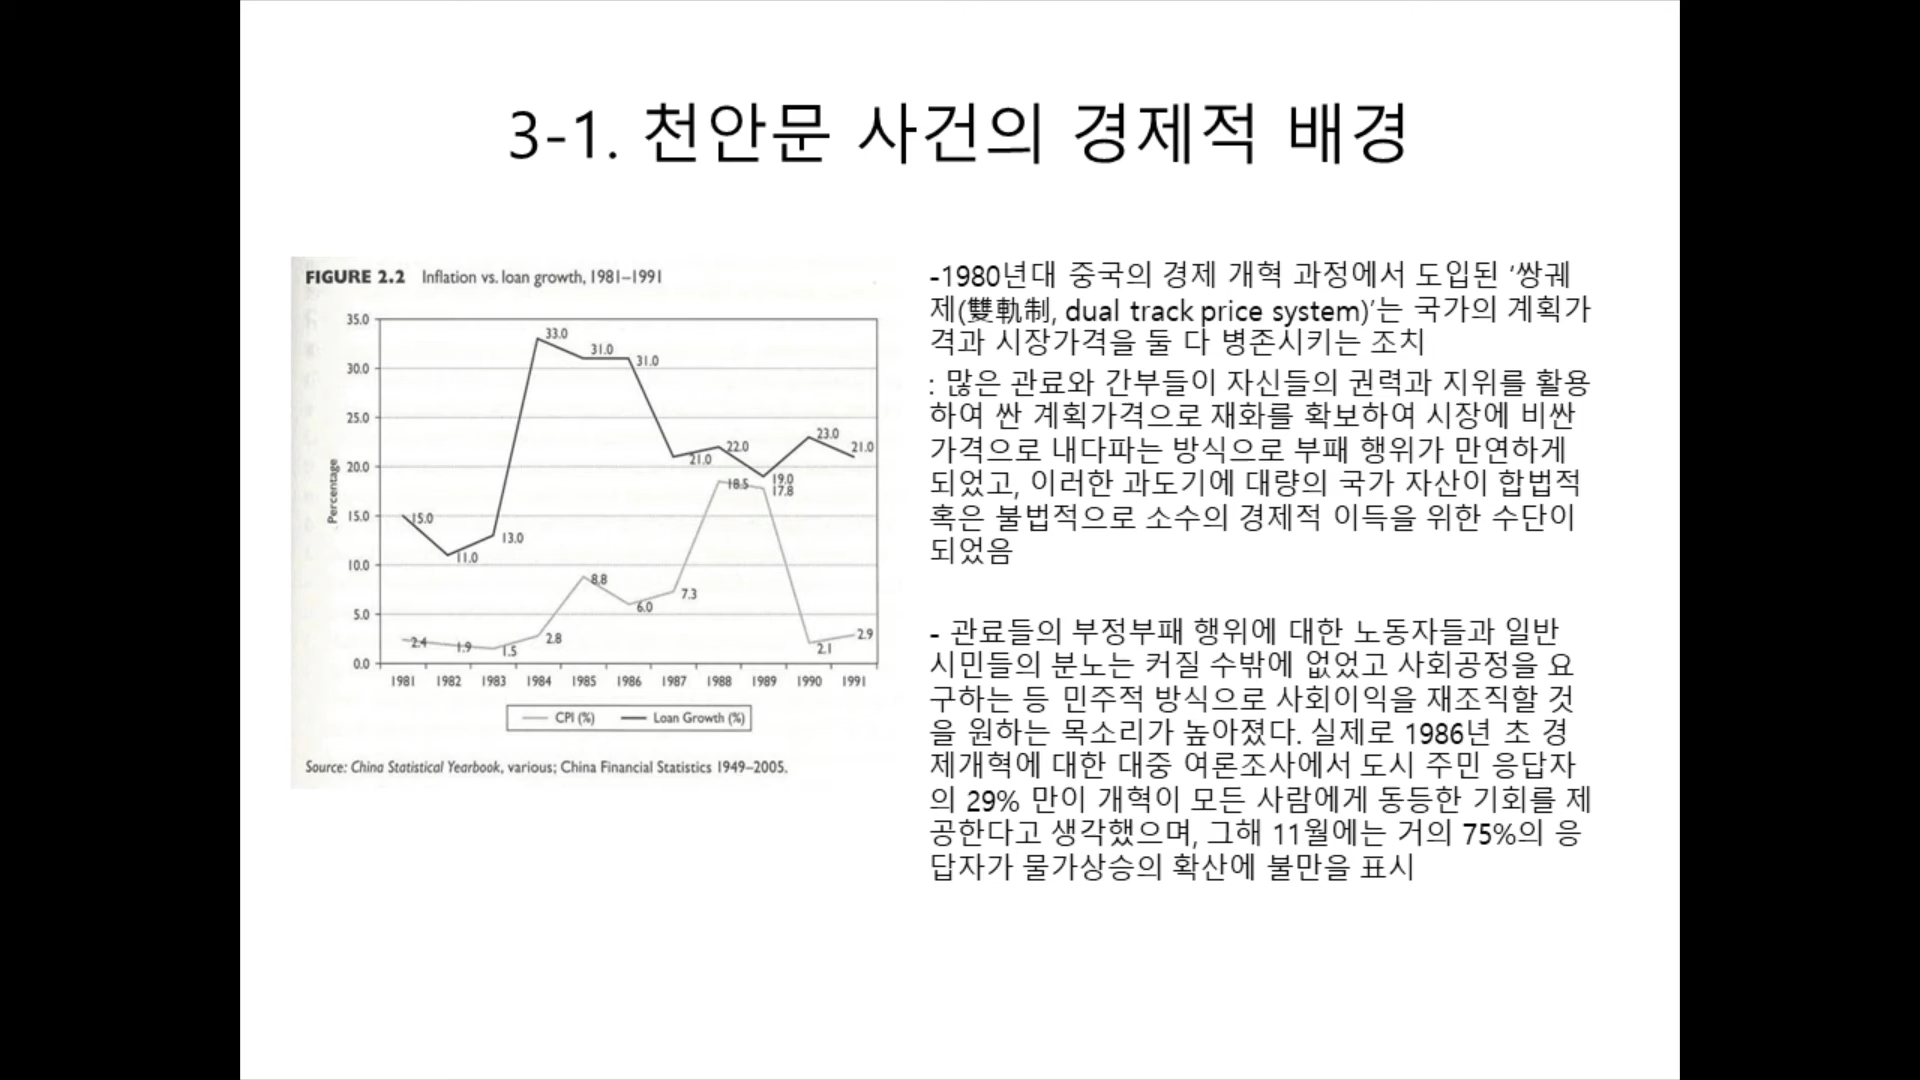 3-1. 천안문 사건의 경제적 배경
FIGURE 2.2 Inflation vs. loan growth, 1981–1991
Percentage
35.0
30.0
25.0
20.0
15.0
10.0
5.0
0.0
15.0
11.0
13.0
33.0
31.0
31.0
21.0
22.0
19.0
23.0
21.0
2.4
1.9
1.5
2.8
8.8
6.0
7.3
18.5
17.8
2.1
2.9
1981 1982 1983 1984 1985 1986 1987 1988 1989 1990 1991
CPI (%) Loan Growth (%)
Source: China Statistical Yearbook, various; China Financial Statistics 1949–2005.
-1980년대 중국의 경제 개혁 과정에서 도입된 ‘쌍궤
제(雙軌制, dual track price system)’는 국가의 계획가
격과 시장가격을 둘 다 병존시키는 조치
: 많은 관료와 간부들이 자신들의 권력과 지위를 활용
하여 싼 계획가격으로 재화를 확보하여 시장에 비싼
가격으로 내다파는 방식으로 부패 행위가 만연하게
되었고, 이러한 과도기에 대량의 국가 자산이 합법적
혹은 불법적으로 소수의 경제적 이득을 위한 수단이
되었음
- 관료들의 부정부패 행위에 대한 노동자들과 일반
시민들의 분노는 커질 수밖에 없었고 사회공정을 요
구하는 등 민주적 방식으로 사회이익을 재조직할 것
을 원하는 목소리가 높아졌다. 실제로 1986년 초 경
제개혁에 대한 대중 여론조사에서 도시 주민 응답자
의 29% 만이 개혁이 모든 사람에게 동등한 기회를 제
공한다고 생각했으며, 그해 11월에는 거의 75%의 응
답자가 물가상승의 확산에 불만을 표시